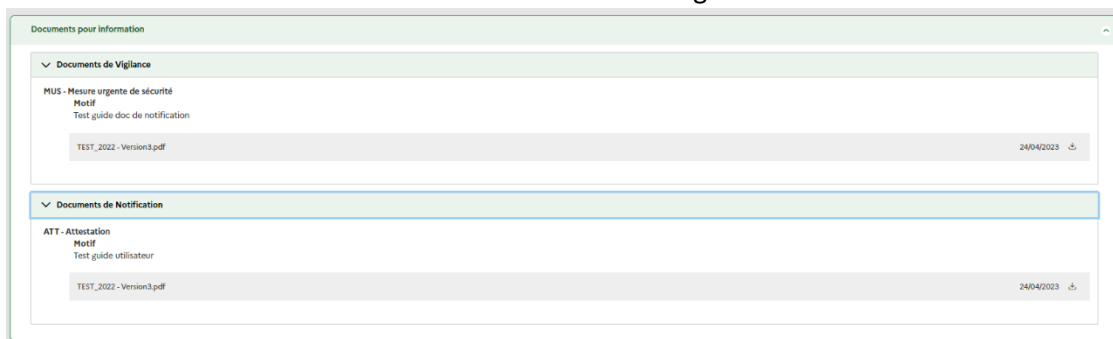 Documents pour information
Documents de Vigilance
MUS - Mesure urgente de sécurité
Motif
Test guide doc de notification
TEST_2022 - Version3.pdf 24/04/2023
Documents de Notification
ATT - Attestation
Motif
Test guide utilisateur
TEST_2022 - Version3.pdf 24/04/2023